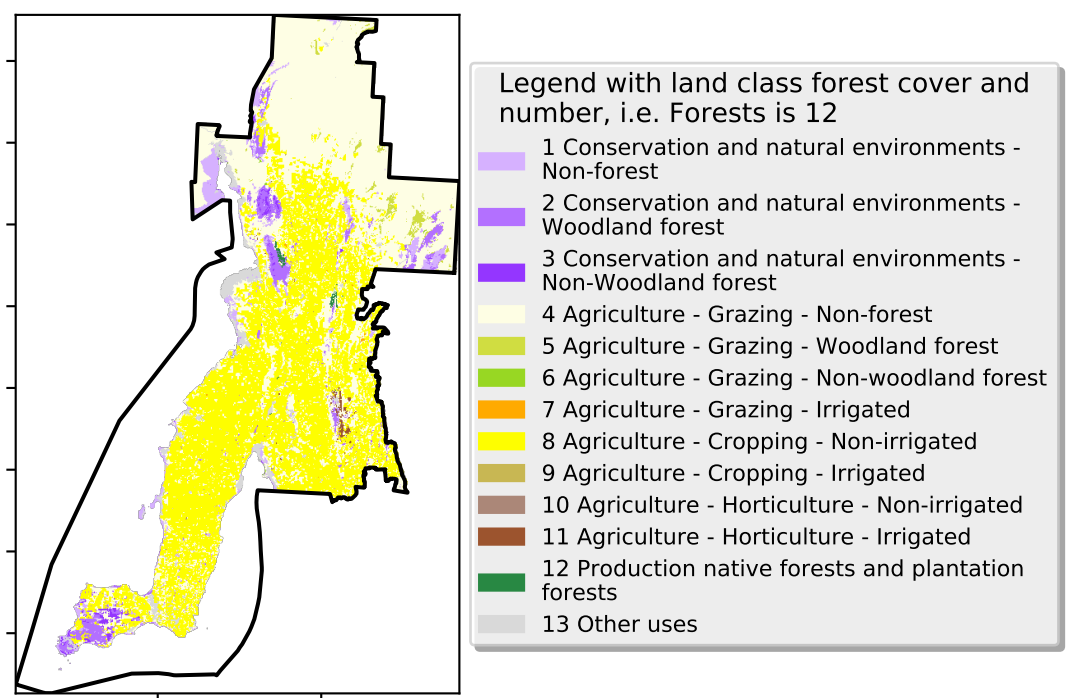 Legend with land class forest cover and
number, i.e. Forests is 12
1 Conservation and natural environments -
Non-forest
2 Conservation and natural environments -
Woodland forest
3 Conservation and natural environments -
Non-Woodland forest
4 Agriculture - Grazing - Non-forest
5 Agriculture - Grazing - Woodland forest
6 Agriculture - Grazing - Non-woodland forest
7 Agriculture - Grazing - Irrigated
8 Agriculture - Cropping - Non-irrigated
9 Agriculture - Cropping - Irrigated
10 Agriculture - Horticulture - Non-irrigated
11 Agriculture - Horticulture - Irrigated
12 Production native forests and plantation
forests
13 Other uses